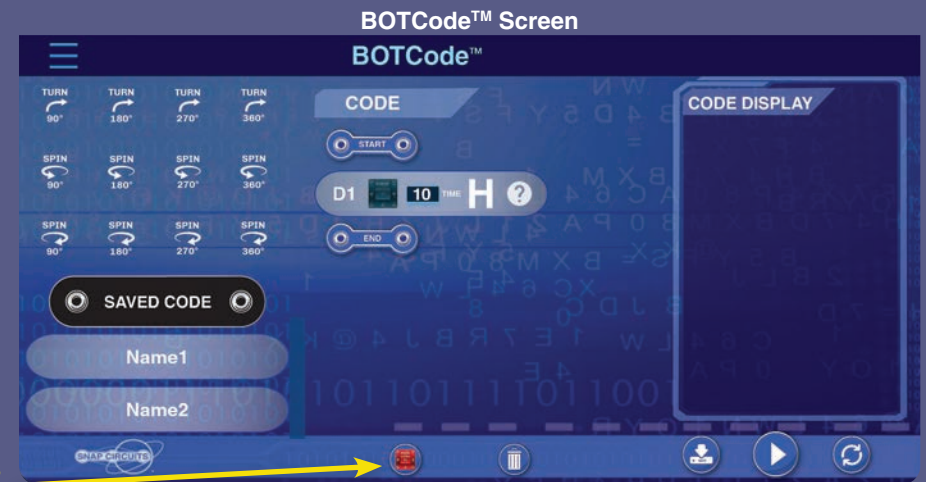 BOTCode™ Screen
BOTCode™
TURN TURN TURN TURN
90° 180° 270° 360°
SPIN SPIN SPIN SPIN
90° 180° 270° 360°
SPIN SPIN SPIN SPIN
90° 180° 270° 360°
SAVED CODE
Name1
Name2
SNAP CIRCUITS
CODE
START
D1 10 TIME H ?
END
CODE DISPLAY